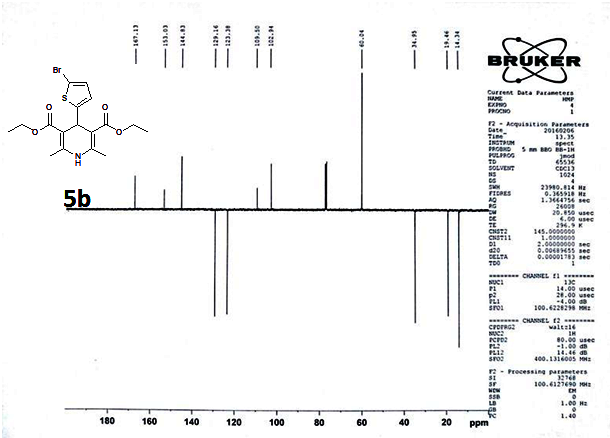 167.13
153.03
144.83
129.16
123.38
109.50
102.94
60.04
34.95
19.46
14.34
Br
S
O
O
O
O
N
H
5b
BRUKER
Current Data Parameters
NAME HMP
EXPNO 4
PROCNO 1
F2 - Acquisition Parameters
Date_ 20160206
Time 13.35
INSTRUM spect
PROBHD 5 mm BBO BB-1H
PULPROG jmod
TD 65536
SOLVENT CDCl3
NS 1024
DS 4
SWH 23980.814 Hz
FIDRES 0.365918 Hz
AQ 1.3664756 sec
RG 26008
DW 20.850 usec
DE 6.00 usec
TE 296.9 K
CNST2 145.0000000
CNST11 1.0000000
D1 2.00000000 sec
d20 0.00689655 sec
DELTA 0.00001783 sec
TD0 1
======== CHANNEL f1 ========
NUC1 13C
P1 14.00 usec
p2 28.00 usec
PL1 -4.00 dB
SFO1 100.6228298 MHz
======== CHANNEL f2 ========
CPDPRG2 waltz16
NUC2 1H
PCPD2 80.00 usec
PL2 -1.00 dB
PL12 14.46 dB
SFO2 400.1316005 MHz
F2 - Processing parameters
SI 32768
SF 100.6127690 MHz
WDW EM
SSB 0
LB 1.00 Hz
GB 0
PC 1.40
180 160 140 120 100 80 60 40 20 ppm